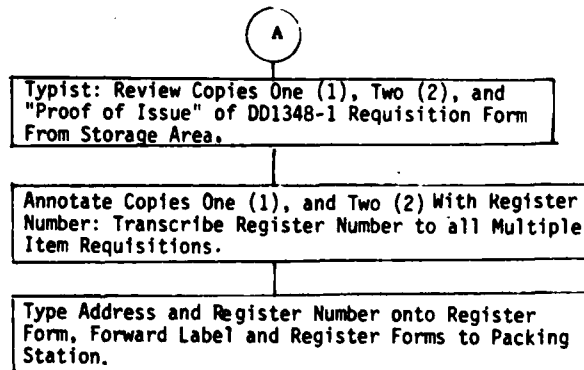 A
Typist: Review Copies One (1), Two (2), and
"Proof of Issue" of DD1348-1 Requisition Form
From Storage Area.
Annotate Copies One (1), and Two (2) With Register
Number: Transcribe Register Number to all Multiple
Item Requisitions.
Type Address and Register Number onto Register
Form, Forward Label and Register Forms to Packing
Station.